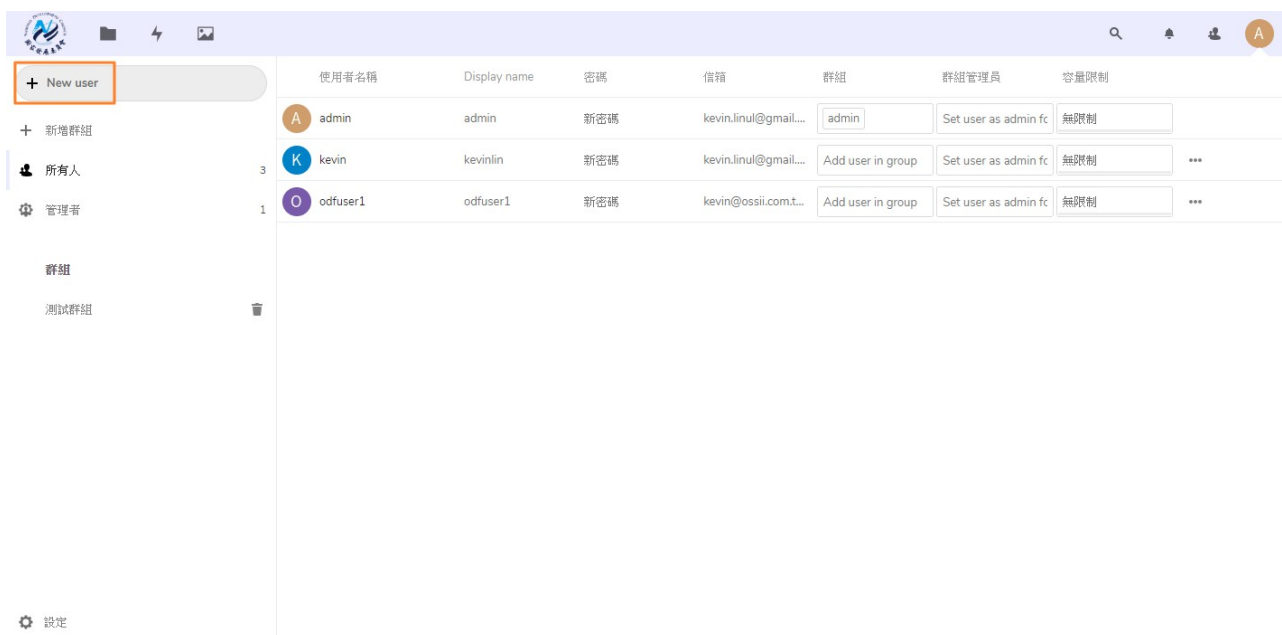 A
+ New user
+ 新增群組
所有人 3
管理者 1
群組
測試群組
設定
使用者名稱 Display name 密碼 信箱 群組 群組管理員 容量限制
A admin admin 新密碼 kevin.linul@gmail.... admin Set user as admin fo 無限制
K kevin kevinlin 新密碼 kevin.linul@gmail.... Add user in group Set user as admin fo 無限制 •••
O odfuser1 odfuser1 新密碼 kevin@ossii.com.t... Add user in group Set user as admin fo 無限制 •••